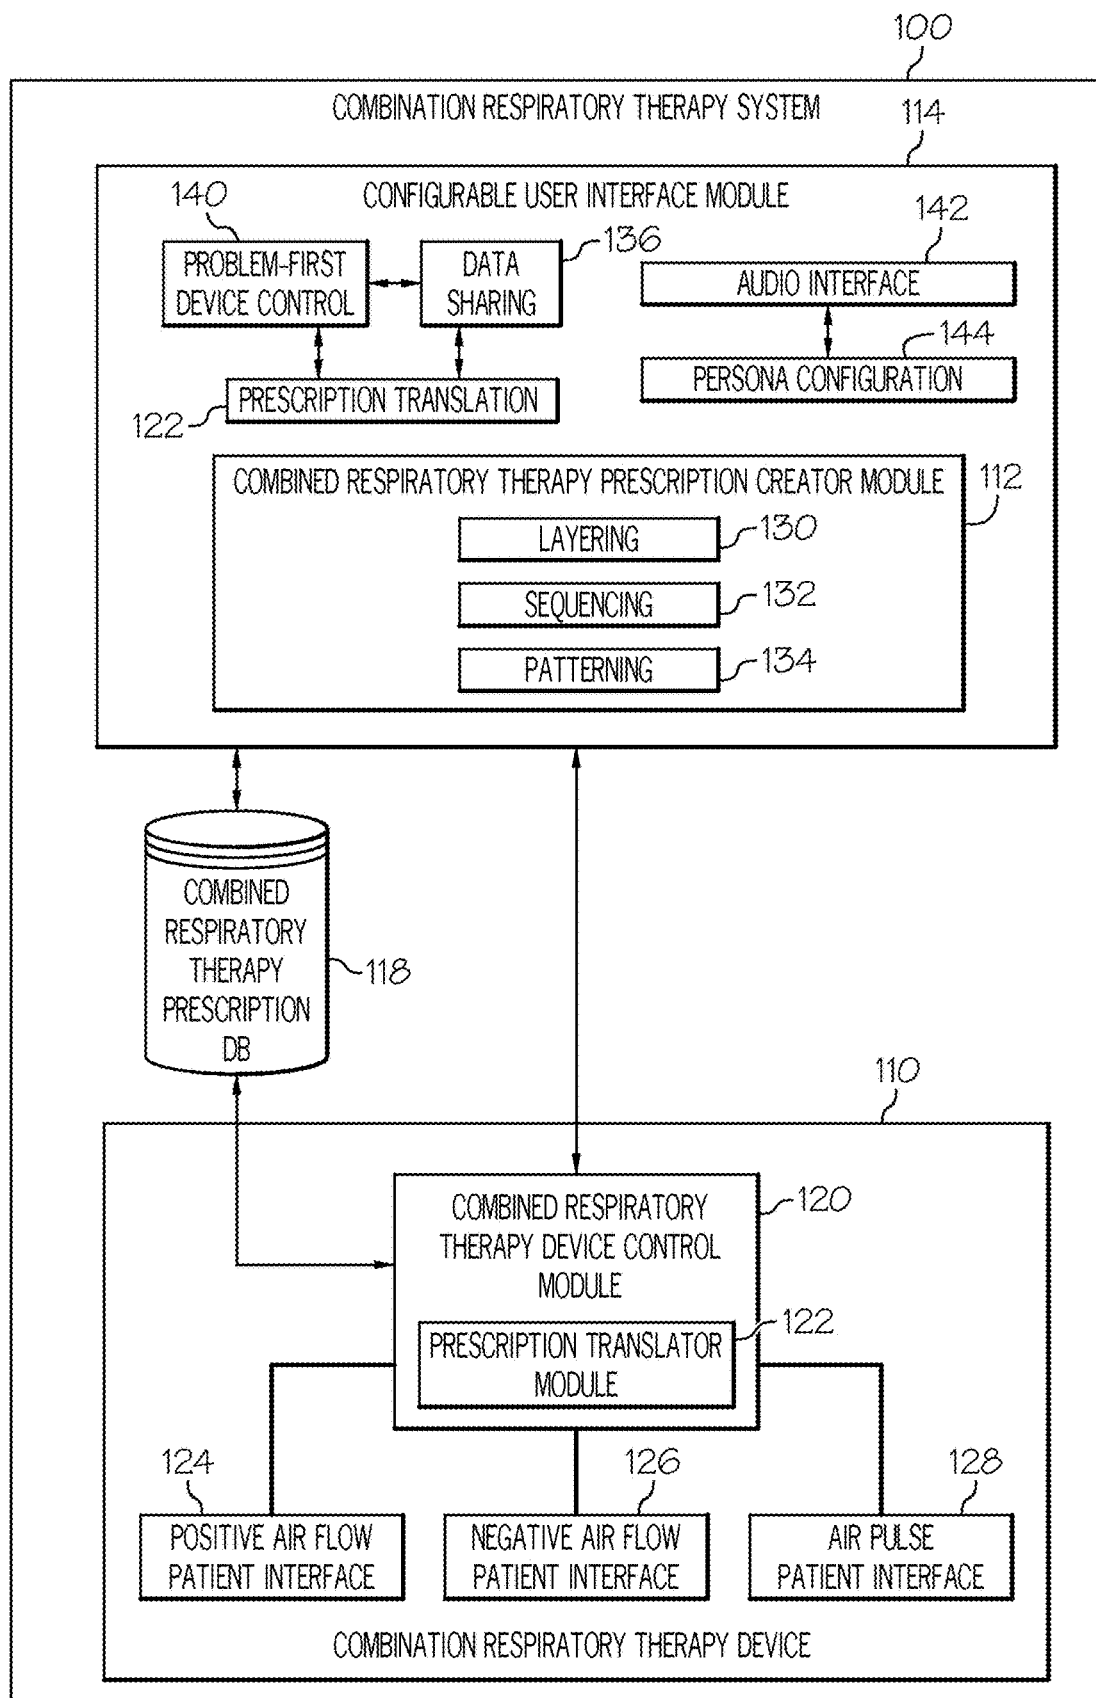 100
COMBINATION RESPIRATORY THERAPY SYSTEM
114
CONFIGURABLE USER INTERFACE MODULE
140
PROBLEM-FIRST
DEVICE CONTROL
DATA
SHARING
136
142
AUDIO INTERFACE
144
PERSONA CONFIGURATION
PRESCRIPTION TRANSLATION
122
COMBINED RESPIRATORY THERAPY PRESCRIPTION CREATOR MODULE
112
LAYERING
130
SEQUENCING
132
PATTERNING
134
COMBINED
RESPIRATORY
THERAPY
PRESCRIPTION
DB
118
110
COMBINED RESPIRATORY
THERAPY DEVICE CONTROL
MODULE
120
PRESCRIPTION TRANSLATOR
MODULE
122
124
POSITIVE AIR FLOW
PATIENT INTERFACE
126
NEGATIVE AIR FLOW
PATIENT INTERFACE
128
AIR PULSE
PATIENT INTERFACE
COMBINATION RESPIRATORY THERAPY DEVICE